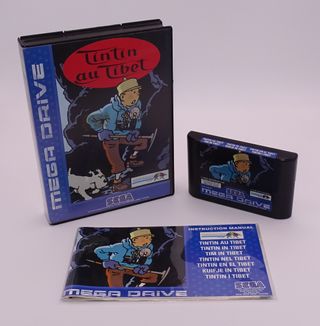 Tintin
au Tibet
MEGA DRIVE
SEGA
SEGA
MEGA DRIVE
INSTRUCTION MANUAL
TINTIN AU TIBET
TINTIN IN TIBET
TIM IN TIBET
TINTIN NEL TIBET
TINTIN EN EL TIBET
KUIFJE IN TIBET
TINTIN I TIBET
MEGA DRIVE
SEGA